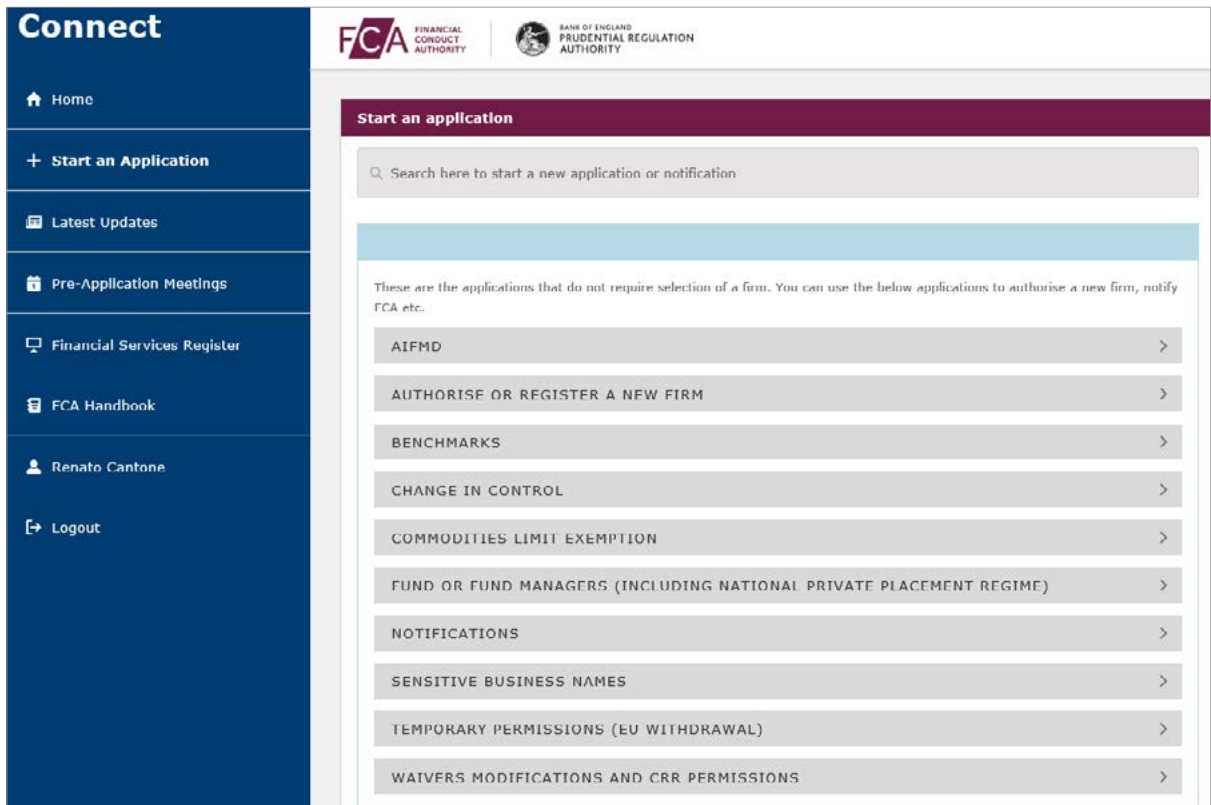 Connect
Home
Start an Application
Latest Updates
Pre-Application Meetings
Financial Services Register
FCA Handbook
Renato Cantone
Logout
FCA FINANCIAL
CONDUCT
AUTHORITY
BANK OF ENGLAND
PRUDENTIAL REGULATION
AUTHORITY
Start an application
Search here to start a new application or notification
These are the applications that do not require selection of a firm. You can use the below applications to authorise a new firm, notify
FCA etc.
AIFMD
AUTHORISE OR REGISTER A NEW FIRM
BENCHMARKS
CHANGE IN CONTROL
COMMODITIES LIMIT EXEMPTION
FUND OR FUND MANAGERS (INCLUDING NATIONAL PRIVATE PLACEMENT REGIME)
NOTIFICATIONS
SENSITIVE BUSINESS NAMES
TEMPORARY PERMISSIONS (EU WITHDRAWAL)
WAIVERS MODIFICATIONS AND CRR PERMISSIONS